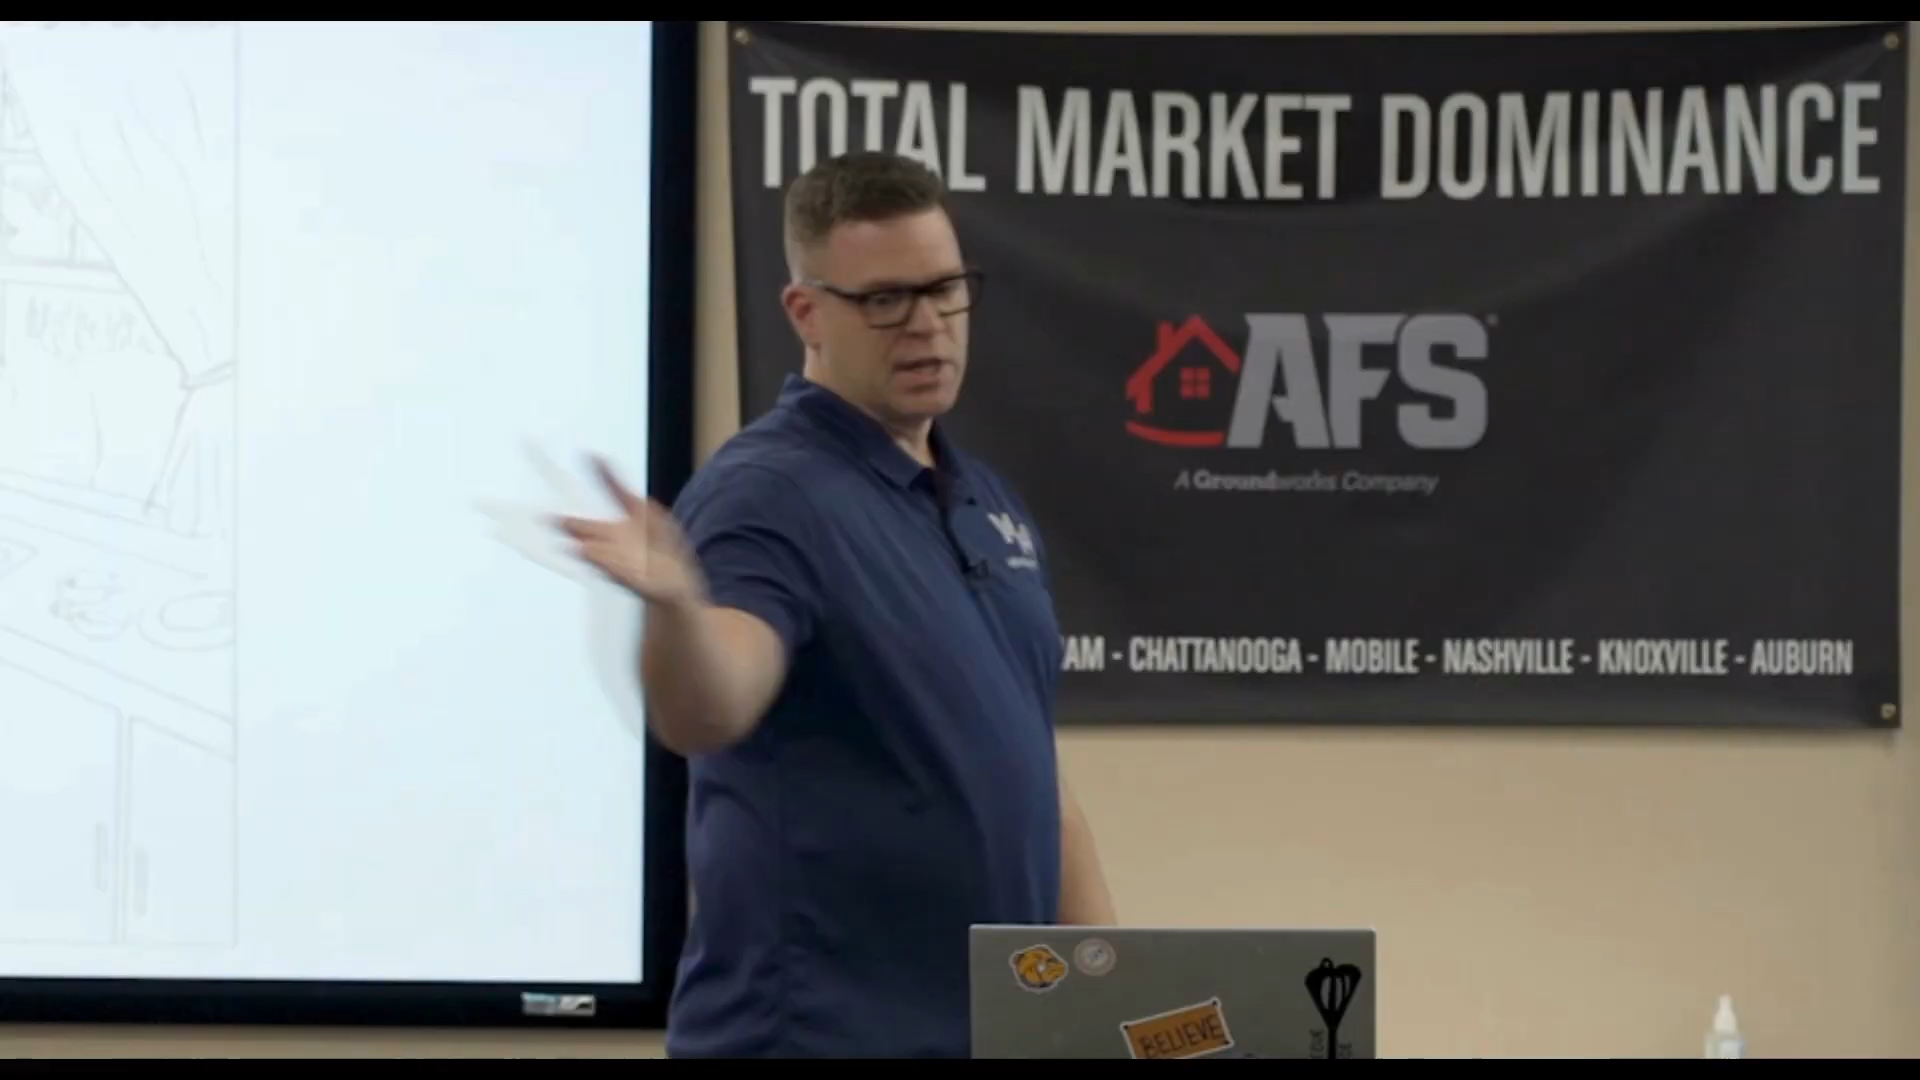 TOTAL MARKET DOMINANCE
AFS
A Groundworks Company
AM - CHATTANOOGA - MOBILE - NASHVILLE - KNOXVILLE - AUBURN
BELIEVE